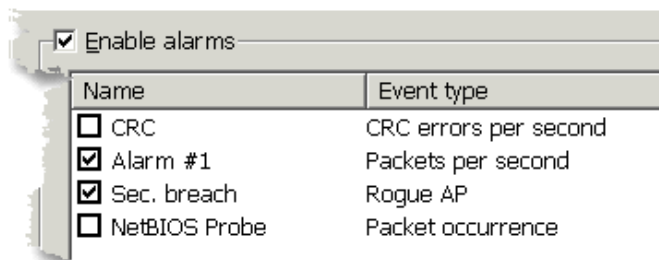 Enable alarms
Name Event type
CRC CRC errors per second
Alarm #1 Packets per second
Sec. breach Rogue AP
NetBIOS Probe Packet occurrence